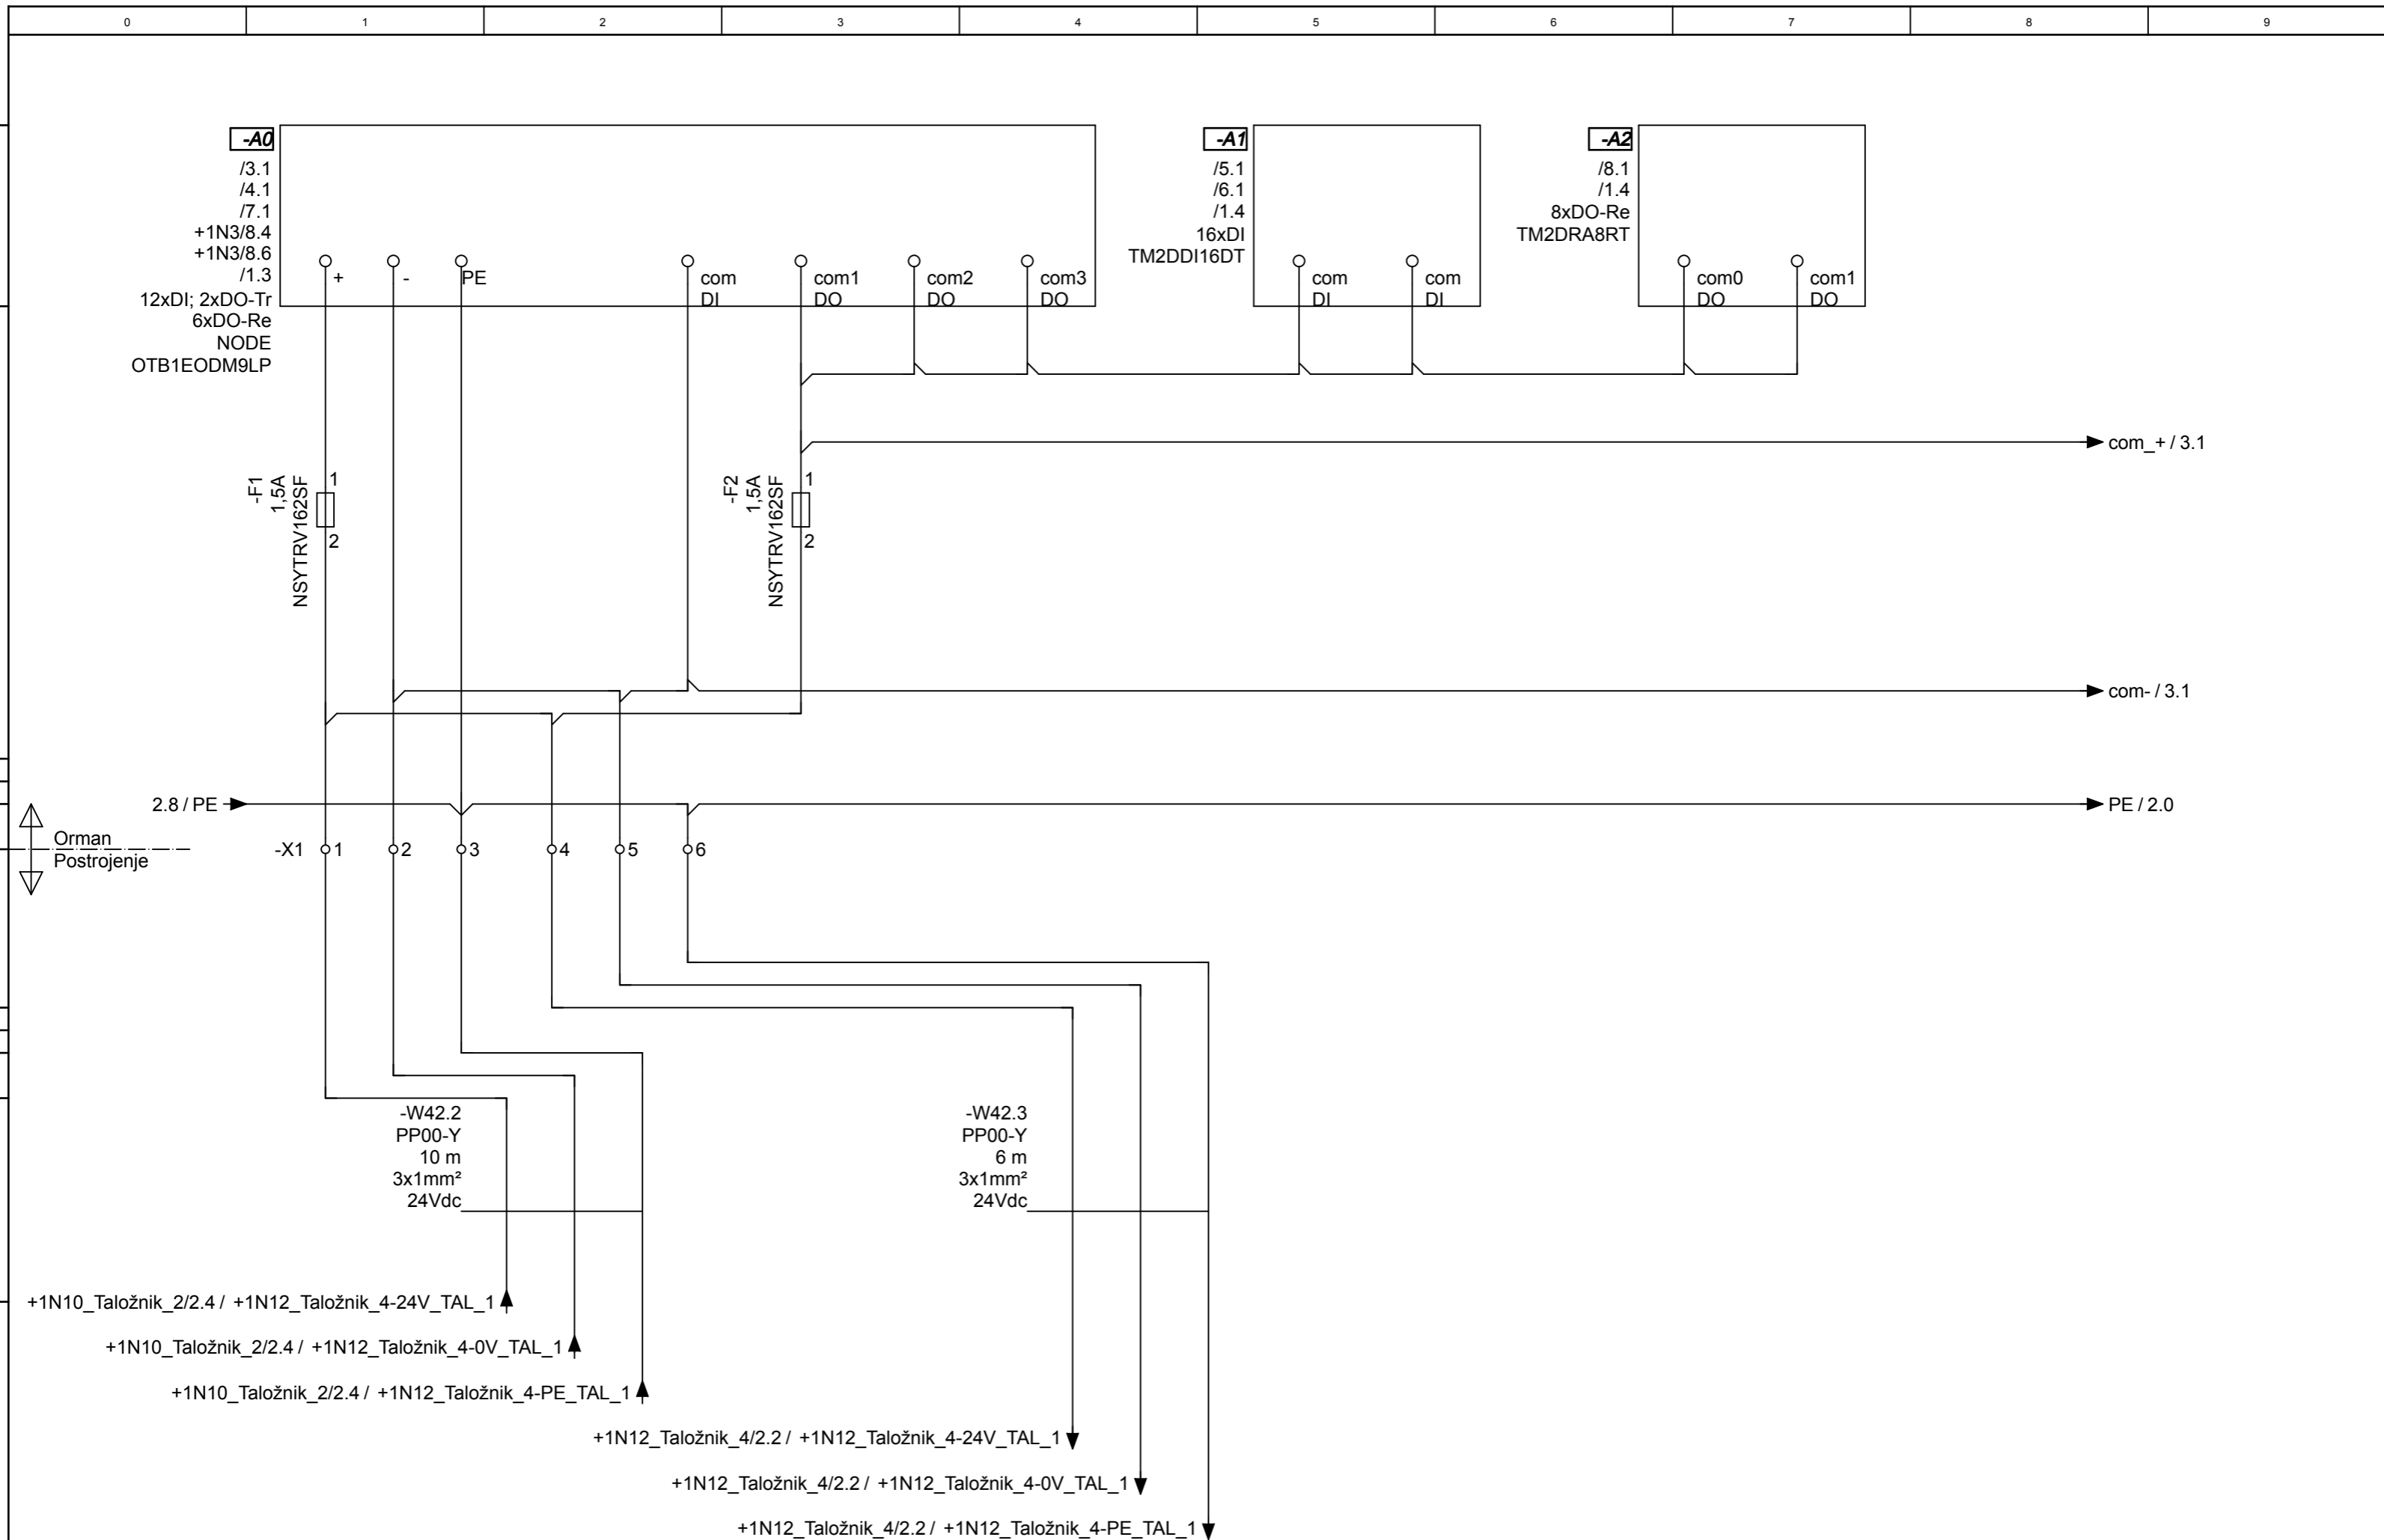 0 1 2 3 4 5 6 7 8 9
-A0
/3.1
/4.1
/7.1
+1N3/8.4
+1N3/8.6
/1.3
12xDI; 2xDO-Tr
6xDO-Re
NODE
OTB1EODM9LP
+
-
PE
com
DI
com1
DO
com2
DO
com3
DO
-A1
/5.1
/6.1
/1.4
16xDI
TM2DDI16DT
com
DI
com
DI
-A2
/8.1
/1.4
8xDO-Re
TM2DRA8RT
com0
DO
com1
DO
com_+ / 3.1
-F1
1,5A
NSYTRV162SF
1
2
-F2
1,5A
NSYTRV162SF
1
2
com- / 3.1
2.8 / PE
PE / 2.0
Orman
Postrojenje
-X1 1 2 3 4 5 6
-W42.2
PP00-Y
10 m
3x1mm²
24Vdc
-W42.3
PP00-Y
6 m
3x1mm²
24Vdc
+1N10_Taložnik_2/2.4 / +1N12_Taložnik_4-24V_TAL_1
+1N10_Taložnik_2/2.4 / +1N12_Taložnik_4-0V_TAL_1
+1N10_Taložnik_2/2.4 / +1N12_Taložnik_4-PE_TAL_1
+1N12_Taložnik_4/2.2 / +1N12_Taložnik_4-24V_TAL_1
+1N12_Taložnik_4/2.2 / +1N12_Taložnik_4-0V_TAL_1
+1N12_Taložnik_4/2.2 / +1N12_Taložnik_4-PE_TAL_1